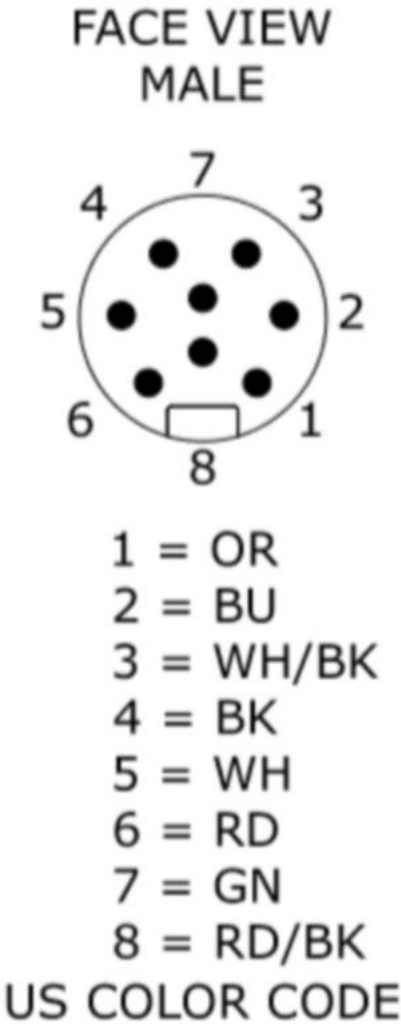 FACE VIEW
MALE
7
4 3
5 2
6 1
8
1 = OR
2 = BU
3 = WH/BK
4 = BK
5 = WH
6 = RD
7 = GN
8 = RD/BK
US COLOR CODE